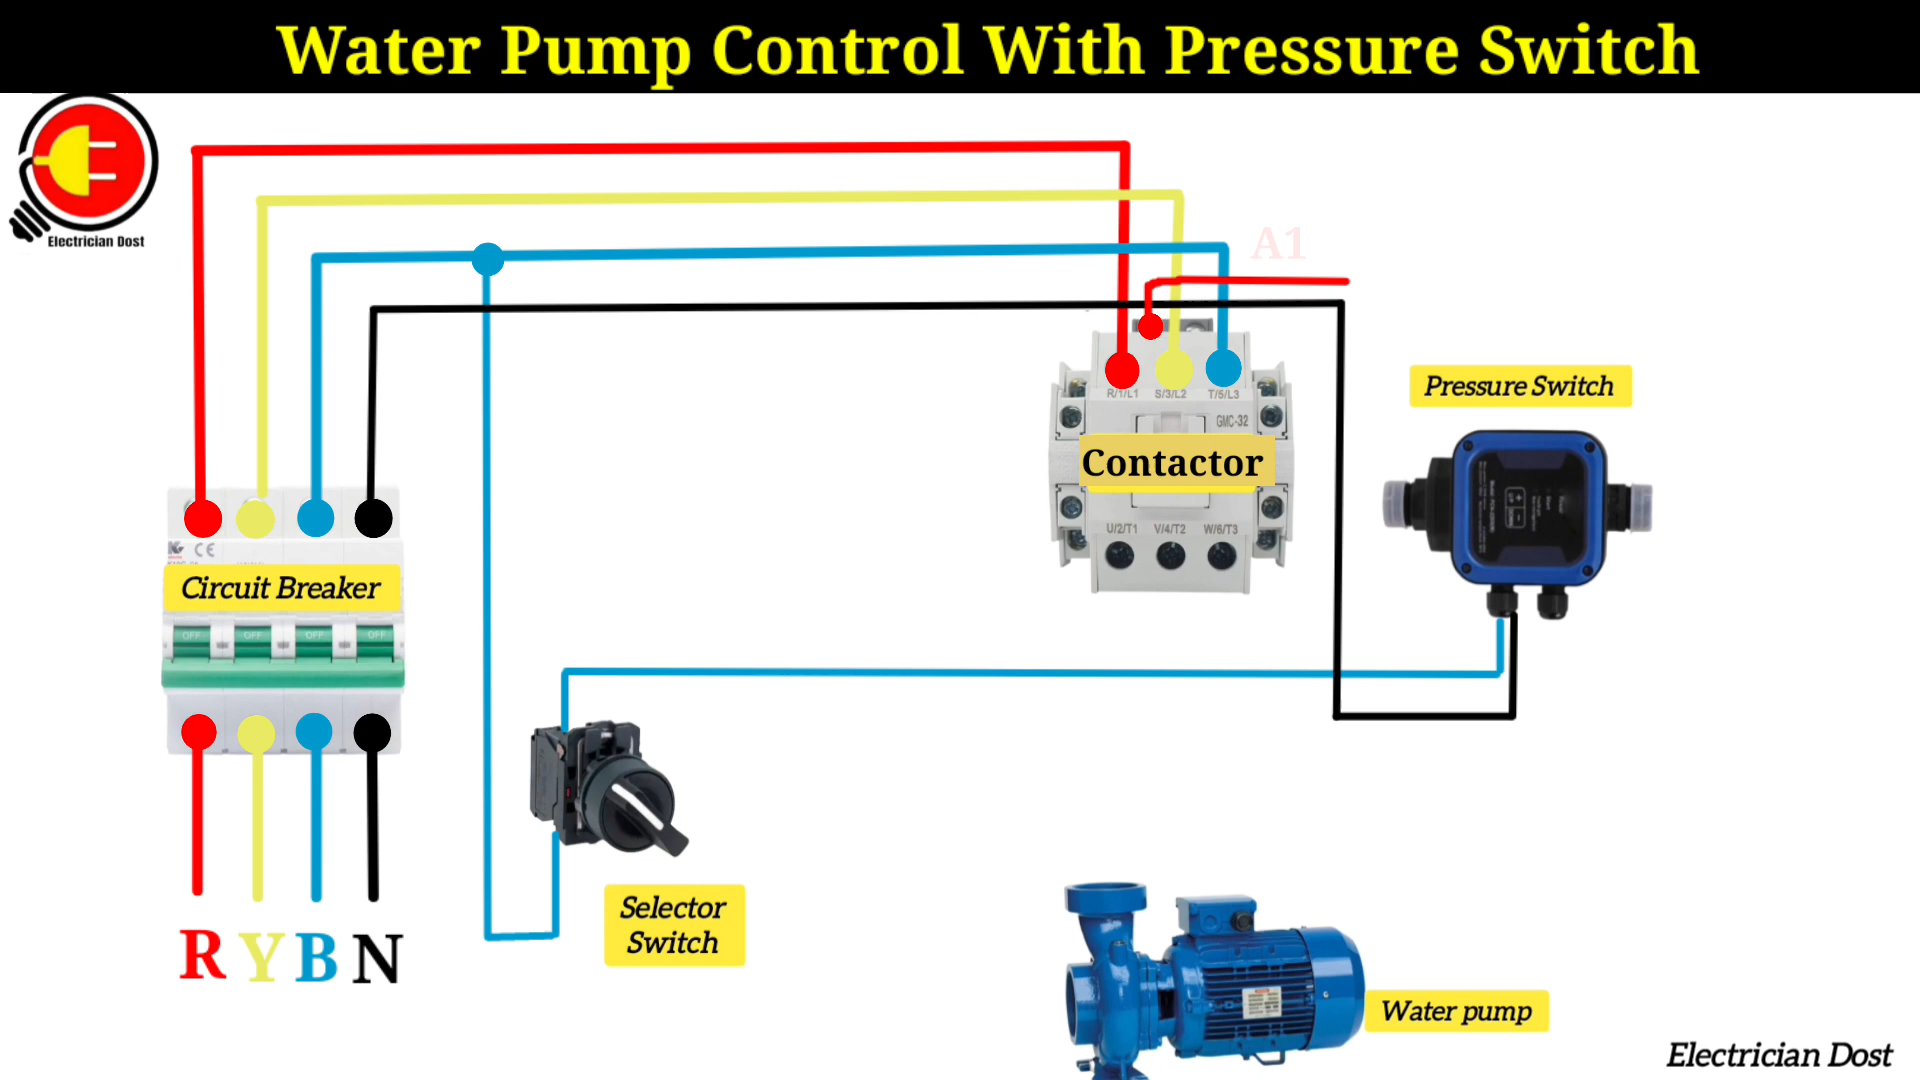 Water Pump Control With Pressure Switch
Electrician Dost
A1
R/1/L1 S/3/L2 T/5/L3
GMC-32
Contactor
U/2/T1 V/4/T2 W/6/T3
Pressure Switch
CE
Circuit Breaker
OFF OFF OFF OFF
Selector
Switch
R Y B N
Water pump
Electrician Dost